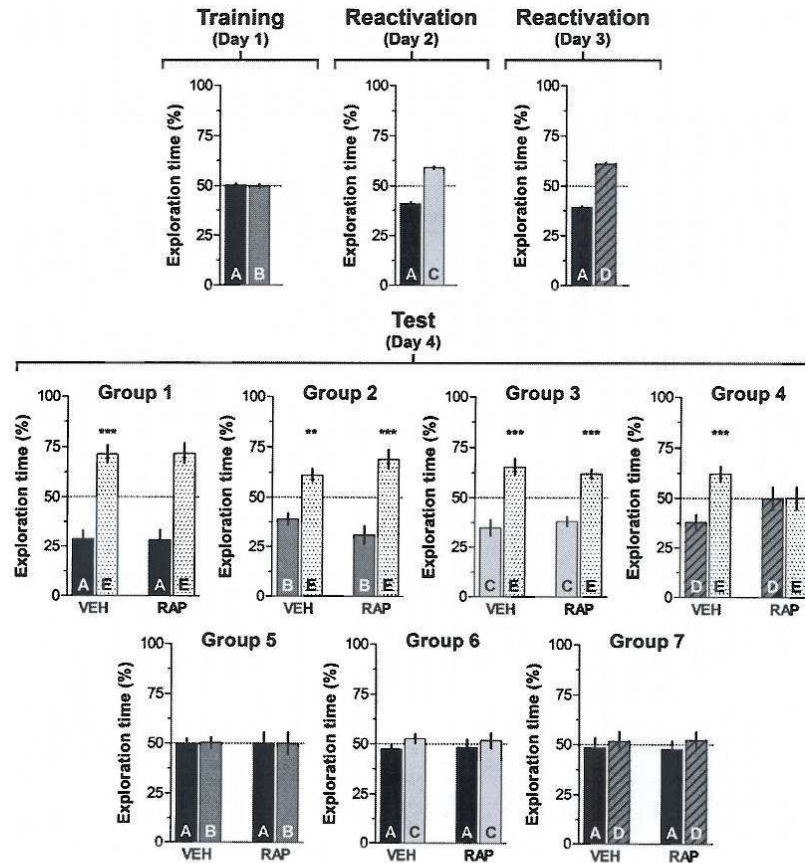 Training
(Day 1)
Reactivation
(Day 2)
Reactivation
(Day 3)
Exploration time (%)
100
75
50
25
0
A B
Exploration time (%)
100
75
50
25
0
A C
Exploration time (%)
100
75
50
25
0
A D
Test
(Day 4)
Group 1
Exploration time (%)
100
75
50
25
0
***
A E A E
VEH RAP
Group 2
Exploration time (%)
100
75
50
25
0
** ***
B E B E
VEH RAP
Group 3
Exploration time (%)
100
75
50
25
0
*** ***
C E C E
VEH RAP
Group 4
Exploration time (%)
100
75
50
25
0
***
D E D E
VEH RAP
Group 5
Exploration time (%)
100
75
50
25
0
A B A B
VEH RAP
Group 6
Exploration time (%)
100
75
50
25
0
A C A C
VEH RAP
Group 7
Exploration time (%)
100
75
50
25
0
A D A D
VEH RAP